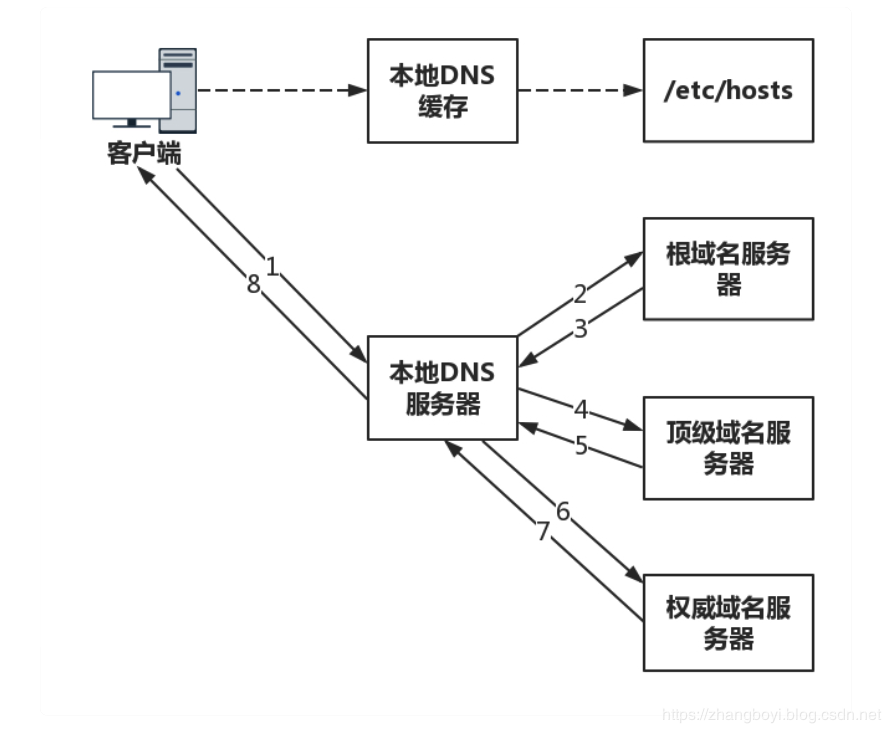 本地DNS
缓存
/etc/hosts
客户端
根域名服务
器
1
8
2
3
本地DNS
服务器
4
5
顶级域名服
务器
6
7
权威域名服
务器
https://zhangboyi.blog.csdn.net